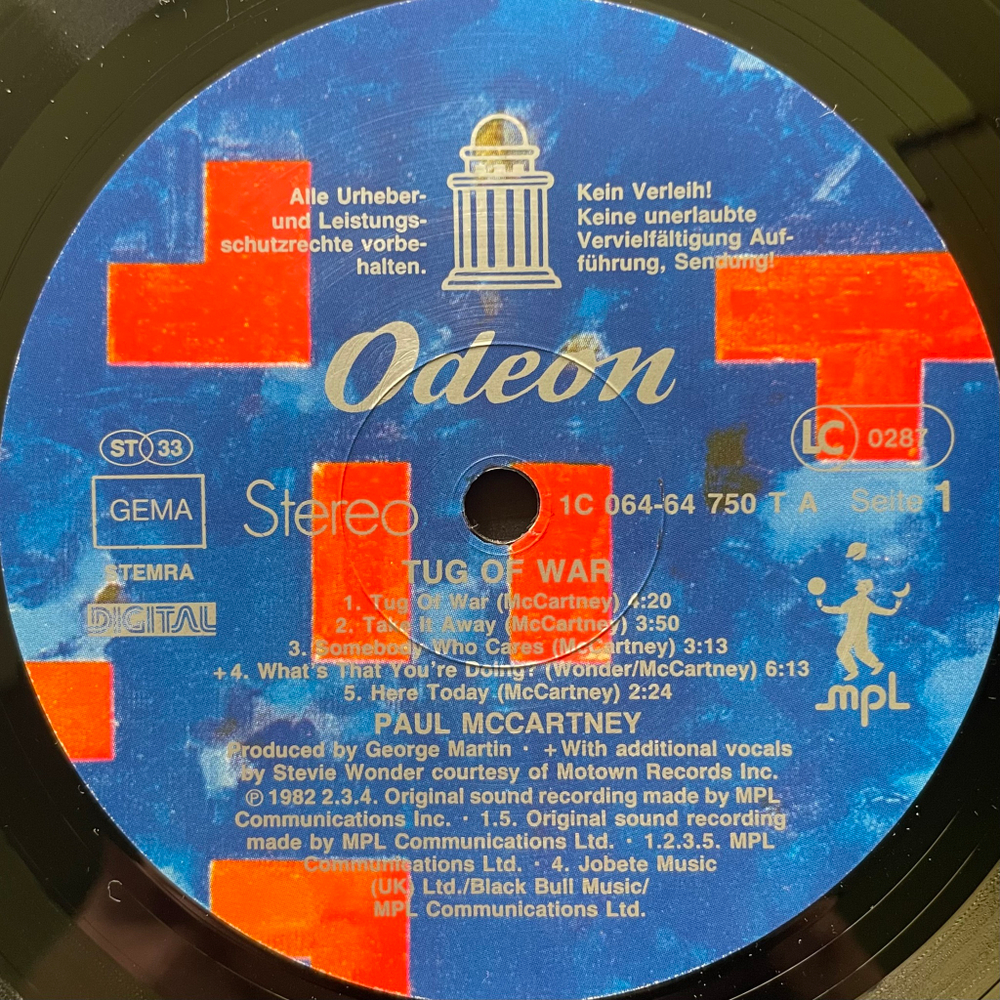 Alle Urheber-
und Leistungs-
schutzrechte vorbe-
halten.
Kein Verleih!
Keine unerlaubte
Vervielfältigung Auf-
führung, Sendung!
Odeon
ST 33
LC 0287
GEMA
Stereo
1C 064-64 750 T A Seite 1
STEMRA
DIGITAL
TUG OF WAR
1. Tug Of War (McCartney) 4:20
2. Take It Away (McCartney) 3:50
3. Somebody Who Cares (McCartney) 3:13
+4. What's That You're Doing? (Wonder/McCartney) 6:13
5. Here Today (McCartney) 2:24
mpL
PAUL MCCARTNEY
Produced by George Martin · +With additional vocals
by Stevie Wonder courtesy of Motown Records Inc.
℗ 1982 2.3.4. Original sound recording made by MPL
Communications Inc. · 1.5. Original sound recording
made by MPL Communications Ltd. · 1.2.3.5. MPL
Communications Ltd. · 4. Jobete Music
(UK) Ltd./Black Bull Music/
MPL Communications Ltd.